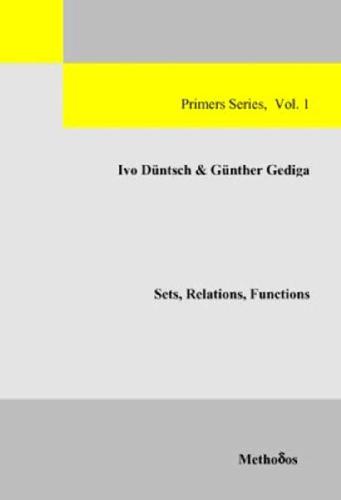 Primers Series, Vol. 1
Ivo Düntsch & Günther Gediga
Sets, Relations, Functions
Methoδos